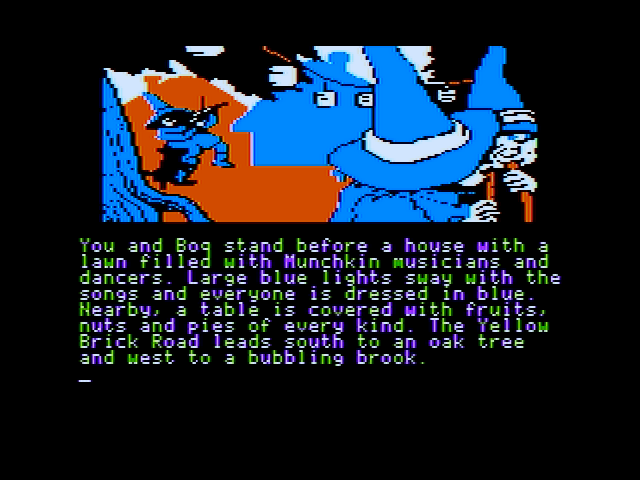 You and Bog stand before a house with a
lawn filled with Munchkin musicians and
dancers. Large blue lights sway with the
songs and everyone is dressed in blue.
Nearby, a table is covered with fruits,
nuts and pies of every kind. The Yellow
Brick Road leads south to an oak tree
and west to a bubbling brook.